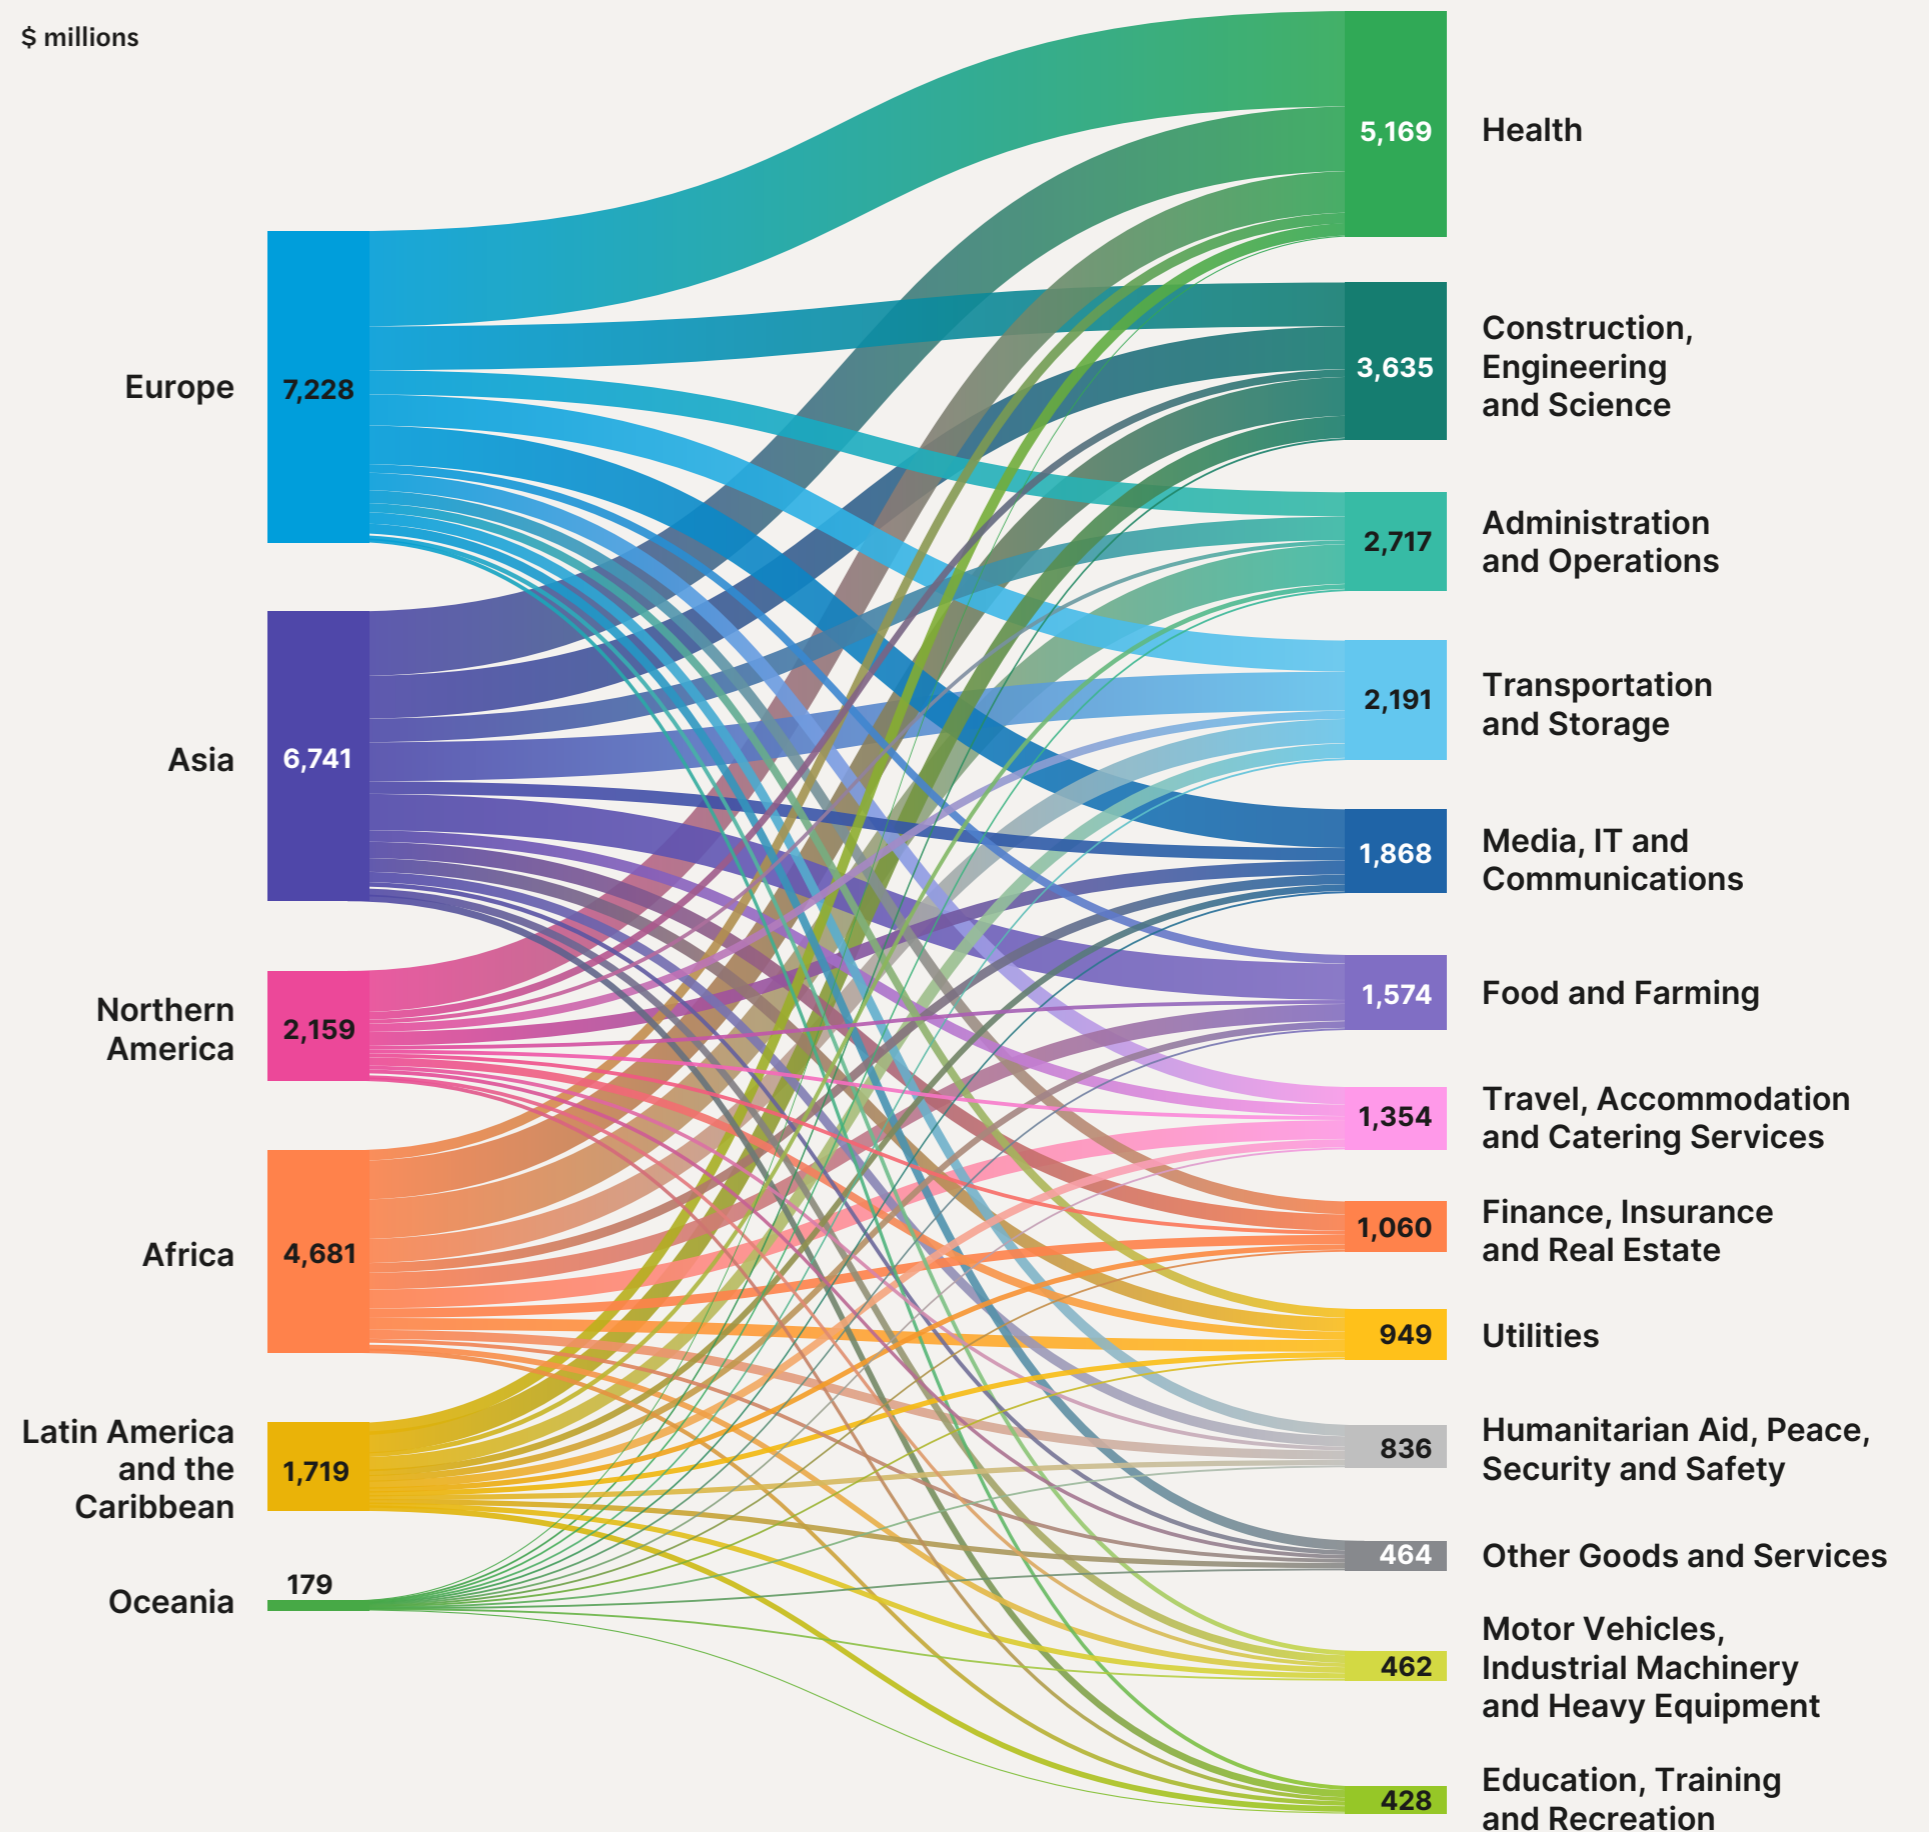 $ millions
Europe
7,228
Asia
6,741
Northern
America
2,159
Africa
4,681
Latin America
and the
Caribbean
1,719
Oceania
179
5,169
Health
3,635
Construction,
Engineering
and Science
2,717
Administration
and Operations
2,191
Transportation
and Storage
1,868
Media, IT and
Communications
1,574
Food and Farming
1,354
Travel, Accommodation
and Catering Services
1,060
Finance, Insurance
and Real Estate
949
Utilities
836
Humanitarian Aid, Peace,
Security and Safety
464
Other Goods and Services
462
Motor Vehicles,
Industrial Machinery
and Heavy Equipment
428
Education, Training
and Recreation